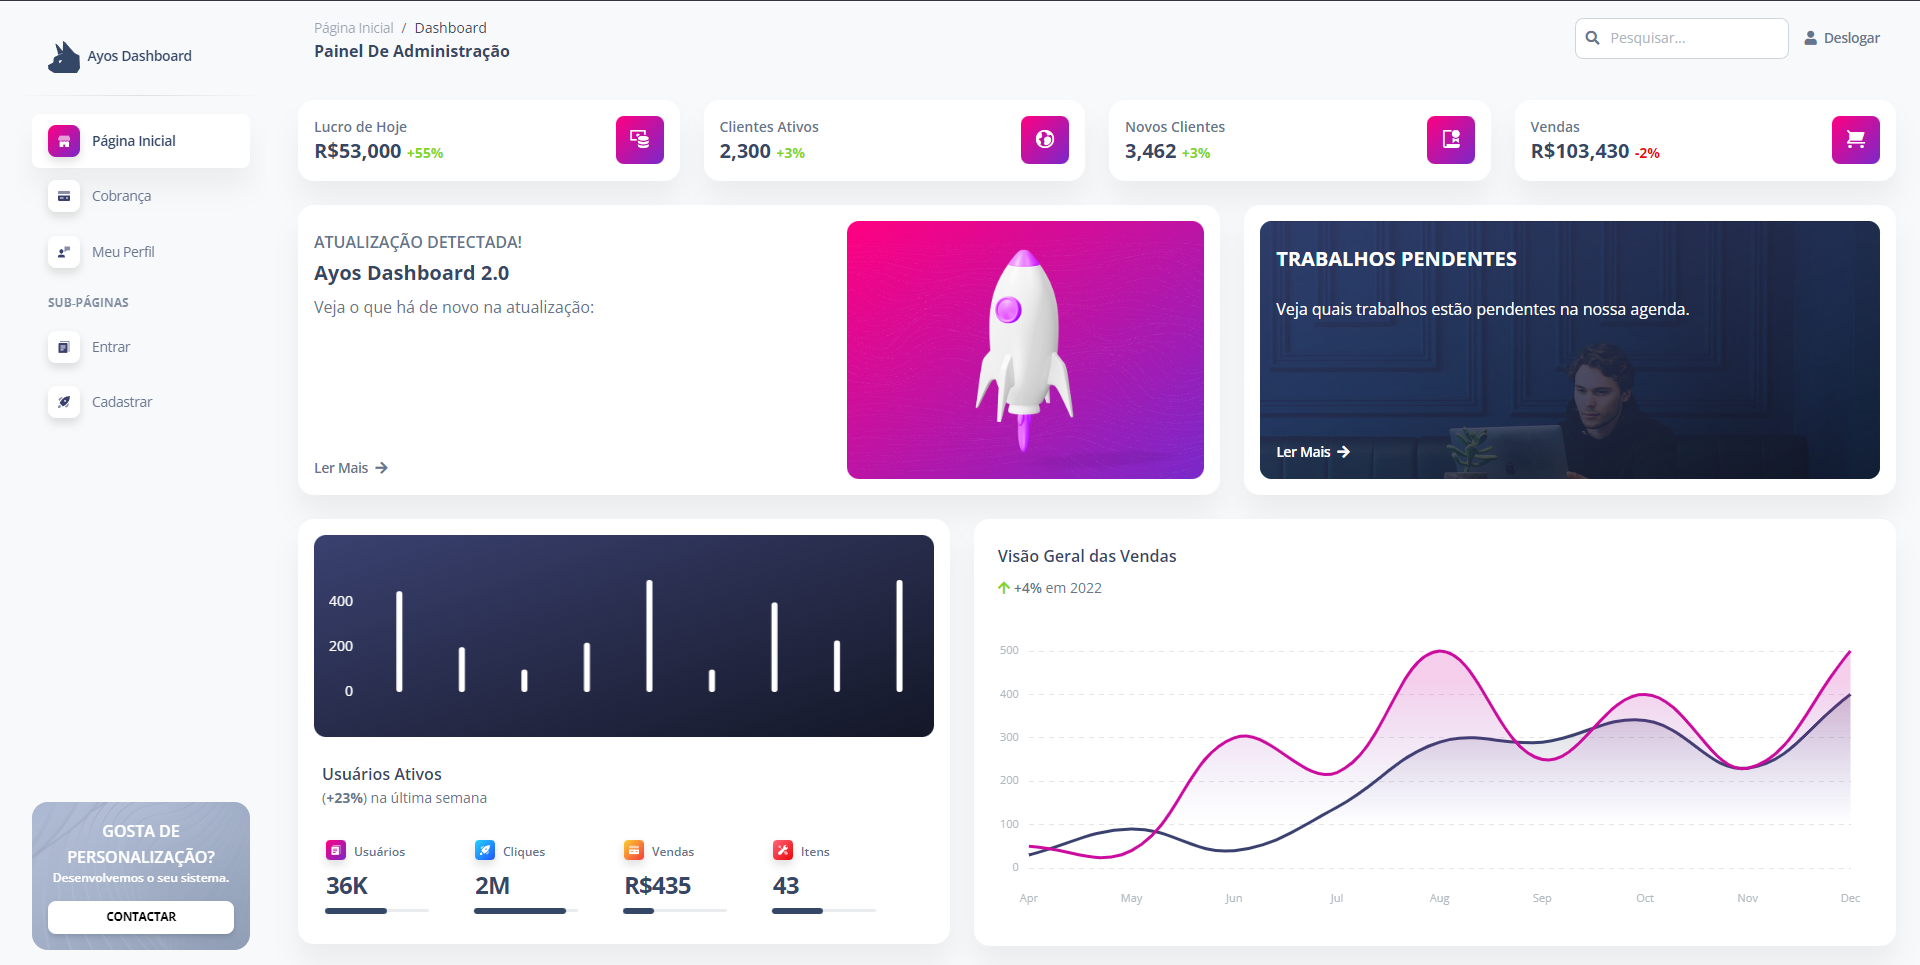 Ayos Dashboard
Página Inicial
Cobrança
Meu Perfil
SUB-PÁGINAS
Entrar
Cadastrar
GOSTA DE
PERSONALIZAÇÃO?
Desenvolvemos o seu sistema.
CONTACTAR
Página Inicial / Dashboard
Painel De Administração
Pesquisar...
Deslogar
Lucro de Hoje
R$53,000 +55%
Clientes Ativos
2,300 +3%
Novos Clientes
3,462 +3%
Vendas
R$103,430 -2%
ATUALIZAÇÃO DETECTADA!
Ayos Dashboard 2.0
Veja o que há de novo na atualização:
Ler Mais
TRABALHOS PENDENTES
Veja quais trabalhos estão pendentes na nossa agenda.
Ler Mais
400
200
0
Usuários Ativos
(+23%) na última semana
Usuários
36K
Cliques
2M
Vendas
R$435
Itens
43
Visão Geral das Vendas
+4% em 2022
500
400
300
200
100
0
Apr May Jun Jul Aug Sep Oct Nov Dec